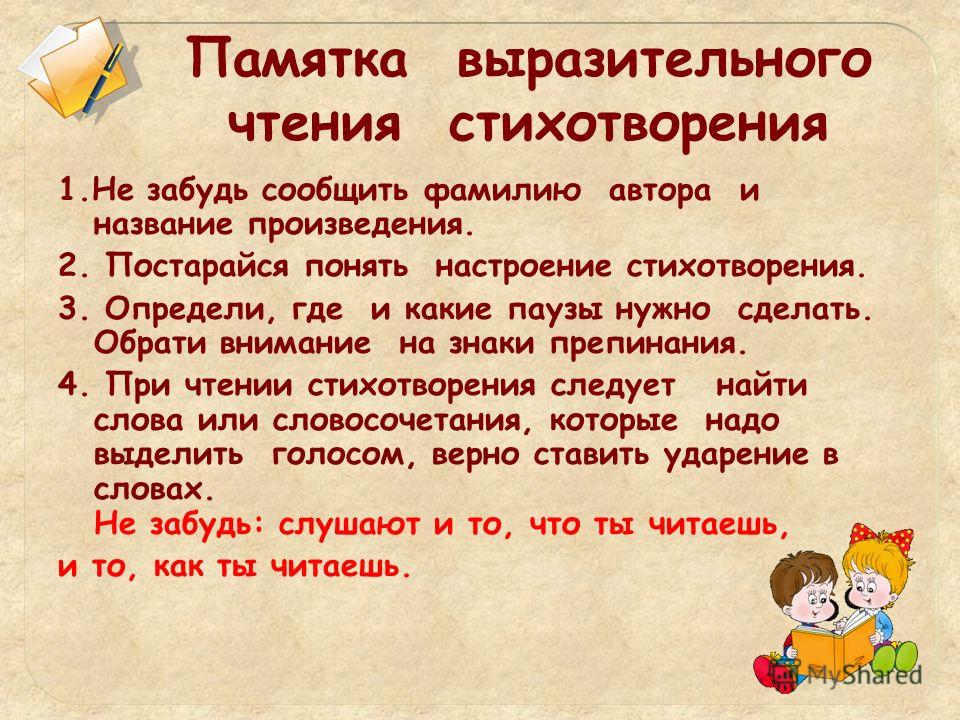 Памятка выразительного
чтения стихотворения
1.Не забудь сообщить фамилию автора и
название произведения.
2. Постарайся понять настроение стихотворения.
3. Определи, где и какие паузы нужно сделать.
Обрати внимание на знаки препинания.
4. При чтении стихотворения следует найти
слова или словосочетания, которые надо
выделить голосом, верно ставить ударение в
словах.
Не забудь: слушают и то, что ты читаешь,
и то, как ты читаешь.
MyShared